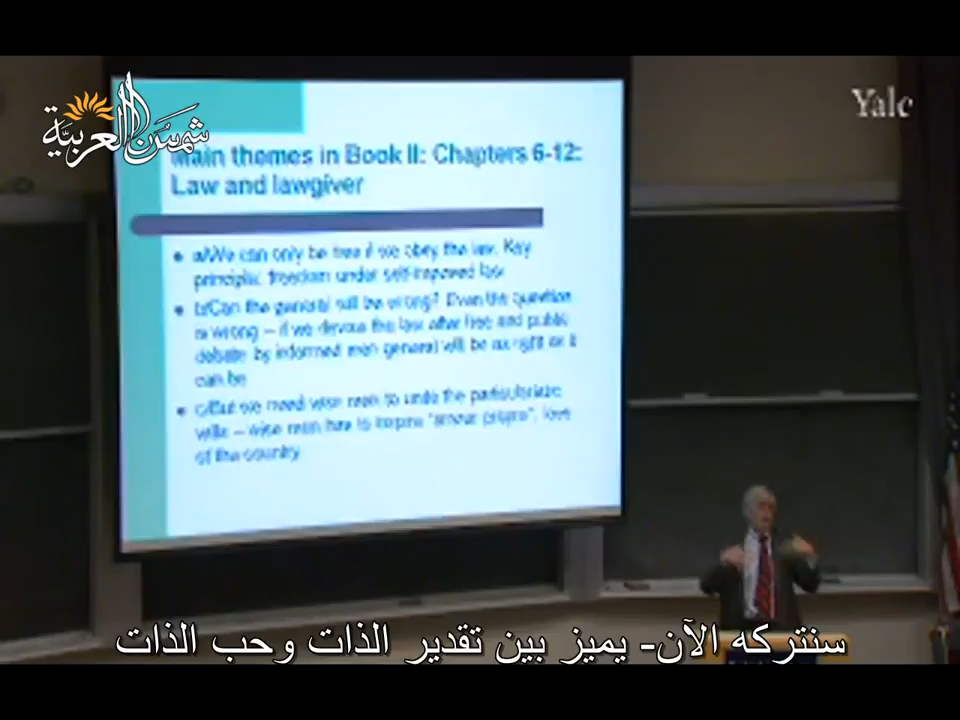 شمس العربية
Yale
Main themes in Book II: Chapters 6-12:
Law and lawgiver
a/We can only be free if we obey the law. Key
principle: freedom under self-imposed law
b/Can the general will be wrong? Even the question
is wrong – if we devour the law after free and public
debate by informed men general will be as right as it
can be
c/But we need wise men to unite the particularistic
wills – wise men have to inspire "amour propre", love
of the country
سنتركه الآن- يميز بين تقدير الذات وحب الذات